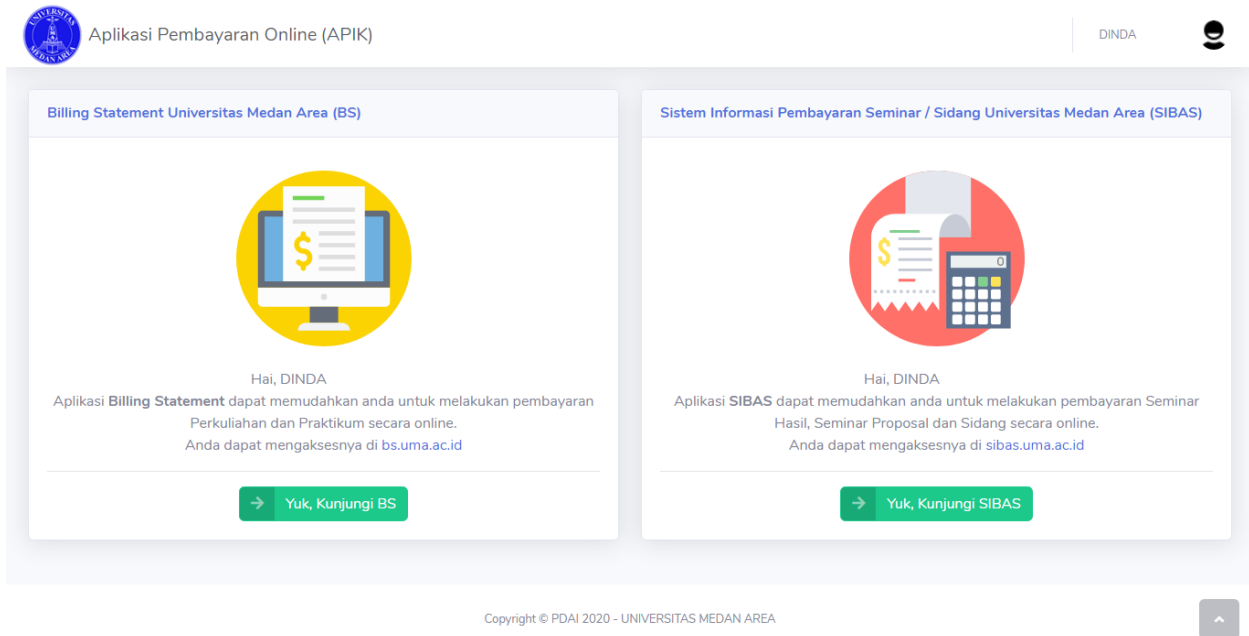 UNIVERSITAS
MEDAN AREA
Aplikasi Pembayaran Online (APIK)
DINDA
Billing Statement Universitas Medan Area (BS)
$
Hai, DINDA
Aplikasi Billing Statement dapat memudahkan anda untuk melakukan pembayaran
Perkuliahan dan Praktikum secara online.
Anda dapat mengaksesnya di bs.uma.ac.id
Yuk, Kunjungi BS
Sistem Informasi Pembayaran Seminar / Sidang Universitas Medan Area (SIBAS)
$
0
Hai, DINDA
Aplikasi SIBAS dapat memudahkan anda untuk melakukan pembayaran Seminar
Hasil, Seminar Proposal dan Sidang secara online.
Anda dapat mengaksesnya di sibas.uma.ac.id
Yuk, Kunjungi SIBAS
Copyright © PDAI 2020 - UNIVERSITAS MEDAN AREA